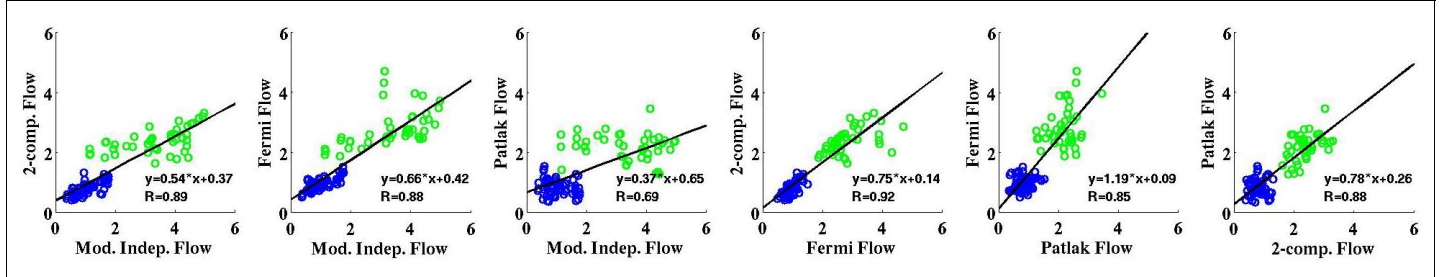 6
4
2
0
2-comp. Flow
y=0.54*x+0.37
R=0.89
0 2 4 6
Mod. Indep. Flow
6
4
2
0
Fermi Flow
y=0.66*x+0.42
R=0.88
0 2 4 6
Mod. Indep. Flow
6
4
2
0
Patlak Flow
y=0.37*x+0.65
R=0.69
0 2 4 6
Mod. Indep. Flow
6
4
2
0
2-comp. Flow
y=0.75*x+0.14
R=0.92
0 2 4 6
Fermi Flow
6
4
2
0
Fermi Flow
y=1.19*x+0.09
R=0.85
0 2 4 6
Patlak Flow
6
4
2
0
Patlak Flow
y=0.78*x+0.26
R=0.88
0 2 4 6
2-comp. Flow